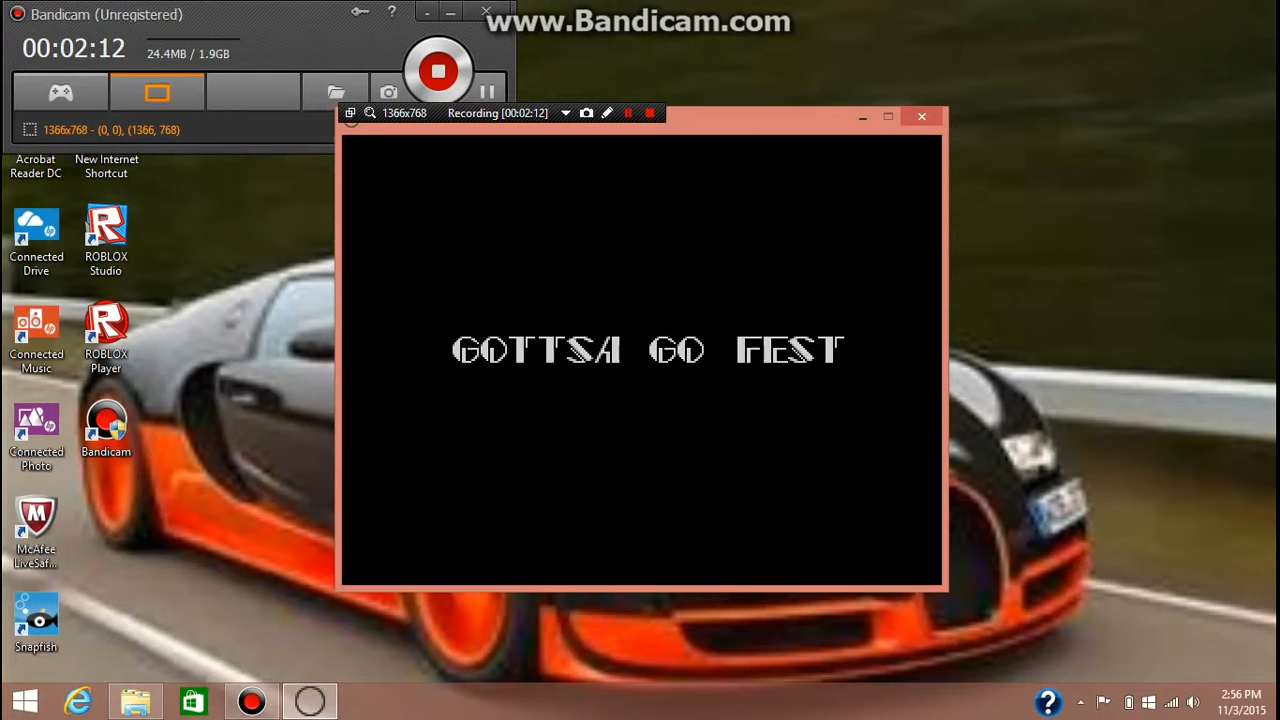 Bandicam (Unregistered)
www.Bandicam.com
00:02:12
24.4MB / 1.9GB
1366x768 - (0, 0), (1366, 768)
1366x768
Recording [00:02:12]
Acrobat
Reader DC
New Internet
Shortcut
Connected
Drive
ROBLOX
Studio
Connected
Music
ROBLOX
Player
Connected
Photo
Bandicam
McAfee
LiveSaf...
Snapfish
GOTTSA GO FEST
2:56 PM
11/3/2015